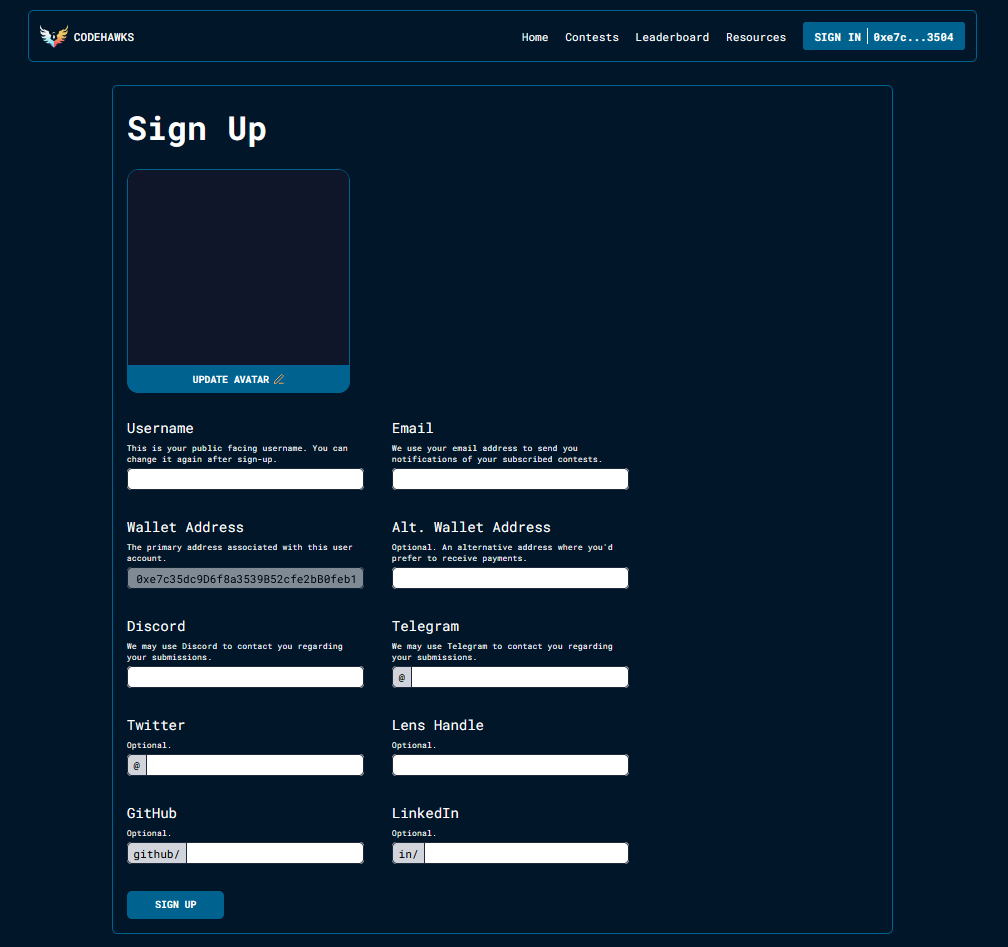 CODEHAWKS
Home Contests Leaderboard Resources SIGN IN 0xe7c...3504
Sign Up
UPDATE AVATAR
Username
This is your public facing username. You can
change it again after sign-up.
Email
We use your email address to send you
notifications of your subscribed contests.
Wallet Address
The primary address associated with this user
account.
0xe7c35dc9D6f8a3539B52cfe2bB0feb1
Alt. Wallet Address
Optional. An alternative address where you'd
prefer to receive payments.
Discord
We may use Discord to contact you regarding
your submissions.
Telegram
We may use Telegram to contact you regarding
your submissions.
@
Twitter
Optional.
@
Lens Handle
Optional.
GitHub
Optional.
github/
LinkedIn
Optional.
in/
SIGN UP